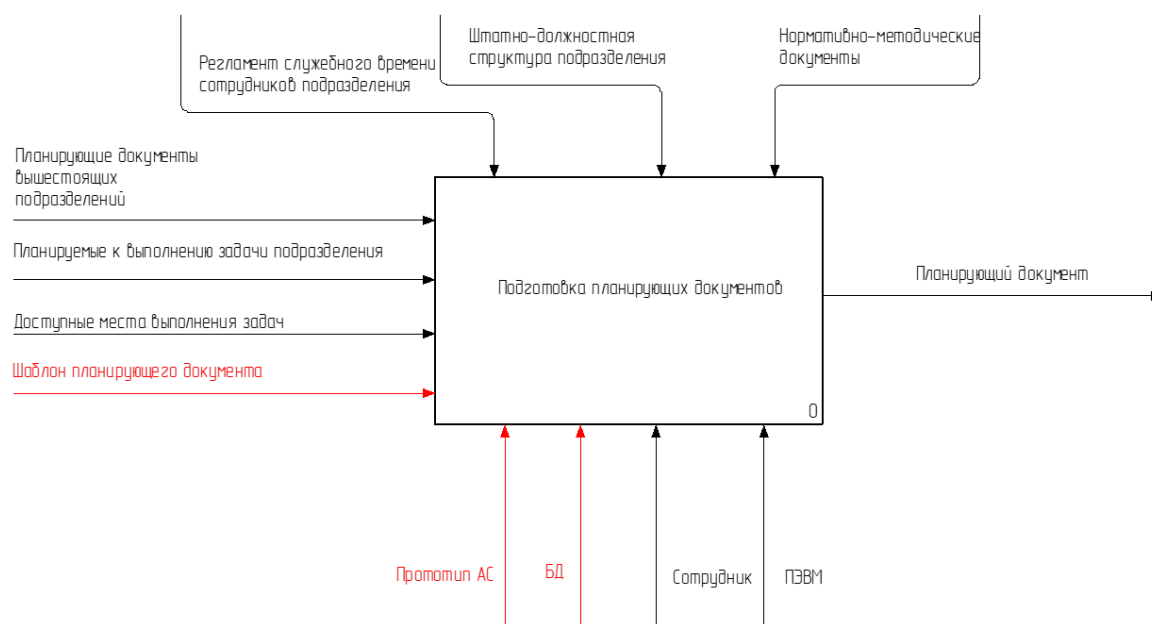 Штатно-должностная
структура подразделения
Нормативно-методические
документы
Регламент служебного времени
сотрудников подразделения
Планирующие документы
вышестоящих
подразделений
Планируемые к выполнению задачи подразделения
Подготовка планирующих документов
Планирующий документ
Доступные места выполнения задач
Шаблон планирующего документа
0
Прототип АС
БД
Сотрудник
ПЭВМ